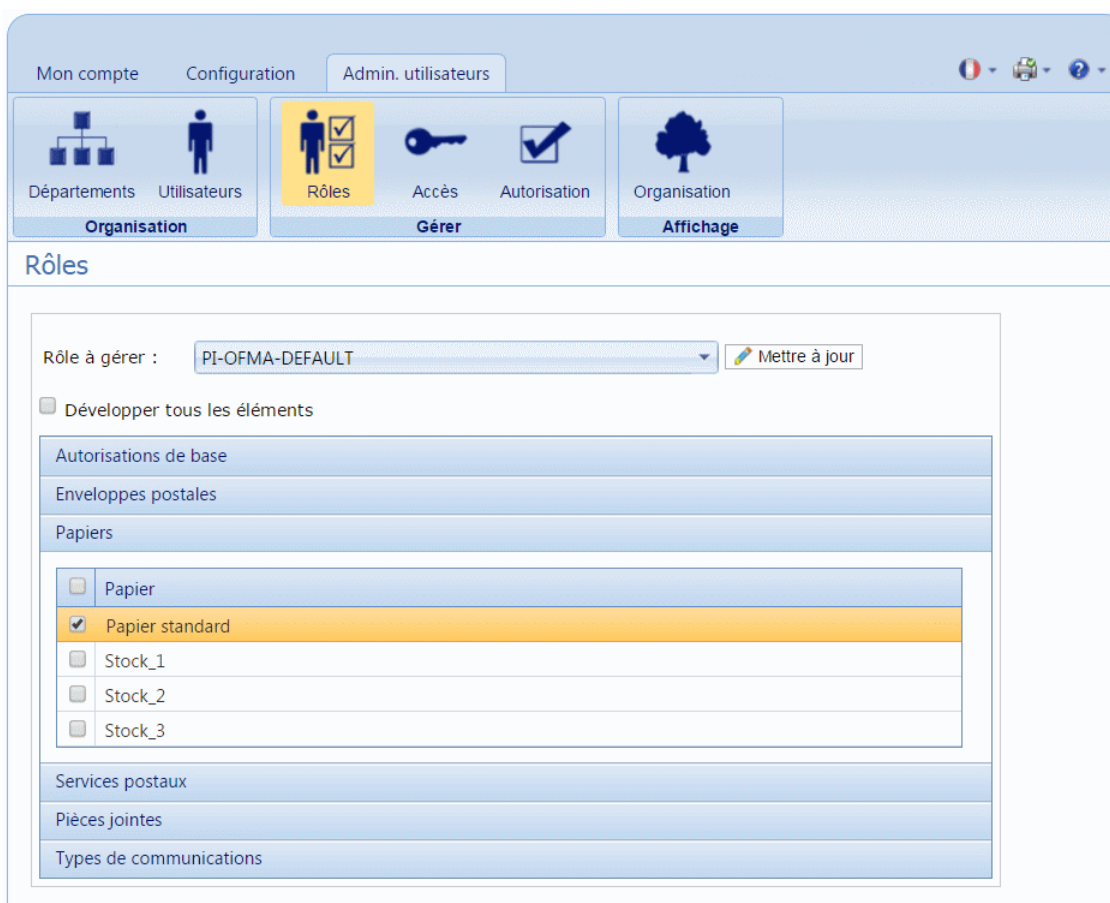 Mon compte Configuration Admin. utilisateurs
Départements Utilisateurs Rôles Accès Autorisation Organisation
Organisation Gérer Affichage
Rôles
Rôle à gérer : PI-OFMA-DEFAULT Mettre à jour
Développer tous les éléments
Autorisations de base
Enveloppes postales
Papiers
Papier
Papier standard
Stock_1
Stock_2
Stock_3
Services postaux
Pièces jointes
Types de communications